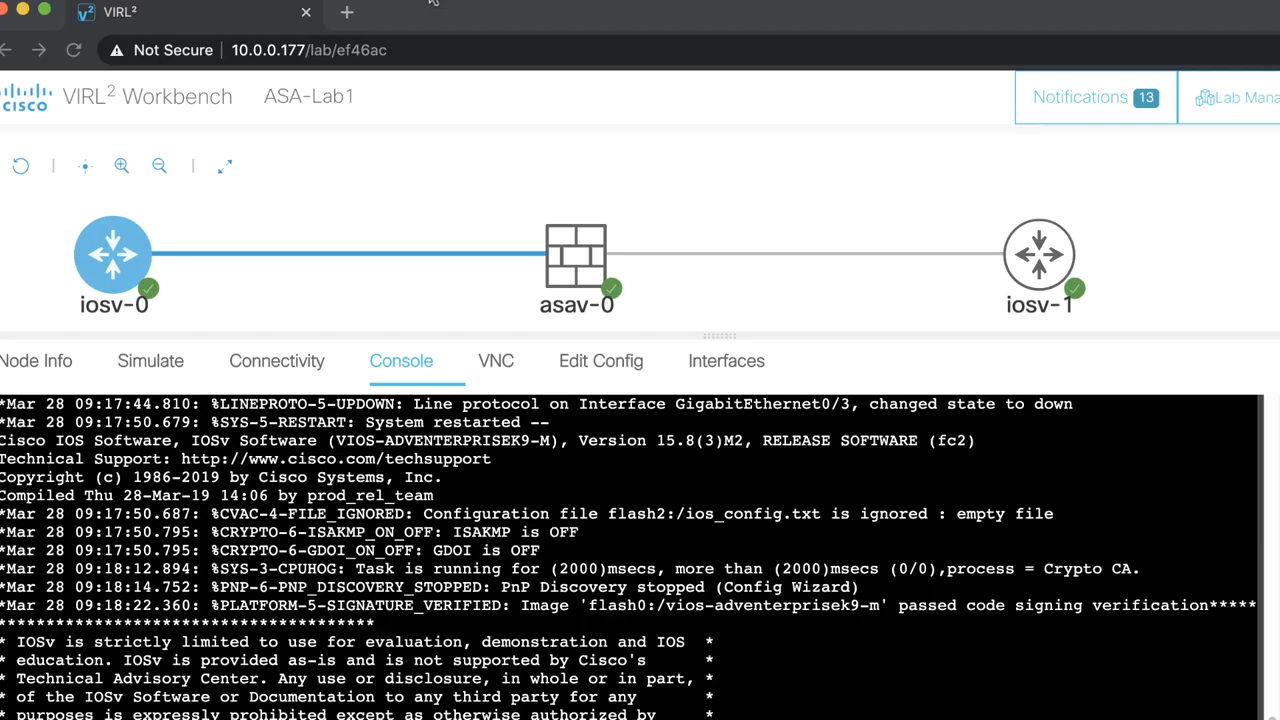 VIRL²
Not Secure 10.0.0.177/lab/ef46ac
CISCO VIRL² Workbench ASA-Lab1 Notifications 13 Lab Mana
iosv-0 asav-0 iosv-1
Node Info Simulate Connectivity Console VNC Edit Config Interfaces
*Mar 28 09:17:44.810: %LINEPROTO-5-UPDOWN: Line protocol on Interface GigabitEthernet0/3, changed state to down
*Mar 28 09:17:50.679: %SYS-5-RESTART: System restarted --
Cisco IOS Software, IOSv Software (VIOS-ADVENTERPRISEK9-M), Version 15.8(3)M2, RELEASE SOFTWARE (fc2)
Technical Support: http://www.cisco.com/techsupport
Copyright (c) 1986-2019 by Cisco Systems, Inc.
Compiled Thu 28-Mar-19 14:06 by prod_rel_team
*Mar 28 09:17:50.687: %CVAC-4-FILE_IGNORED: Configuration file flash2:/ios_config.txt is ignored : empty file
*Mar 28 09:17:50.795: %CRYPTO-6-ISAKMP_ON_OFF: ISAKMP is OFF
*Mar 28 09:17:50.795: %CRYPTO-6-GDOI_ON_OFF: GDOI is OFF
*Mar 28 09:18:12.894: %SYS-3-CPUHOG: Task is running for (2000)msecs, more than (2000)msecs (0/0),process = Crypto CA.
*Mar 28 09:18:14.752: %PNP-6-PNP_DISCOVERY_STOPPED: PnP Discovery stopped (Config Wizard)
*Mar 28 09:18:22.360: %PLATFORM-5-SIGNATURE_VERIFIED: Image 'flash0:/vios-adventerprisek9-m' passed code signing verification*****
***************************************
* IOSv is strictly limited to use for evaluation, demonstration and IOS *
* education. IOSv is provided as-is and is not supported by Cisco's *
* Technical Advisory Center. Any use or disclosure, in whole or in part, *
* of the IOSv Software or Documentation to any third party for any *
* purposes is expressly prohibited except as otherwise authorized by *